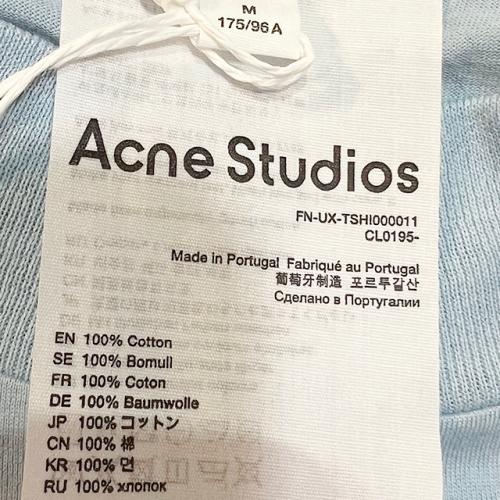 M
175/96A
Acne Studios
FN-UX-TSHI000011
CL0195-
Made in Portugal Fabriqué au Portugal
葡萄牙制造 포르투갈산
Сделано в Португалии
EN 100% Cotton
SE 100% Bomull
FR 100% Coton
DE 100% Baumwolle
JP 100% コットン
CN 100% 棉
KR 100% 면
RU 100% хлопок